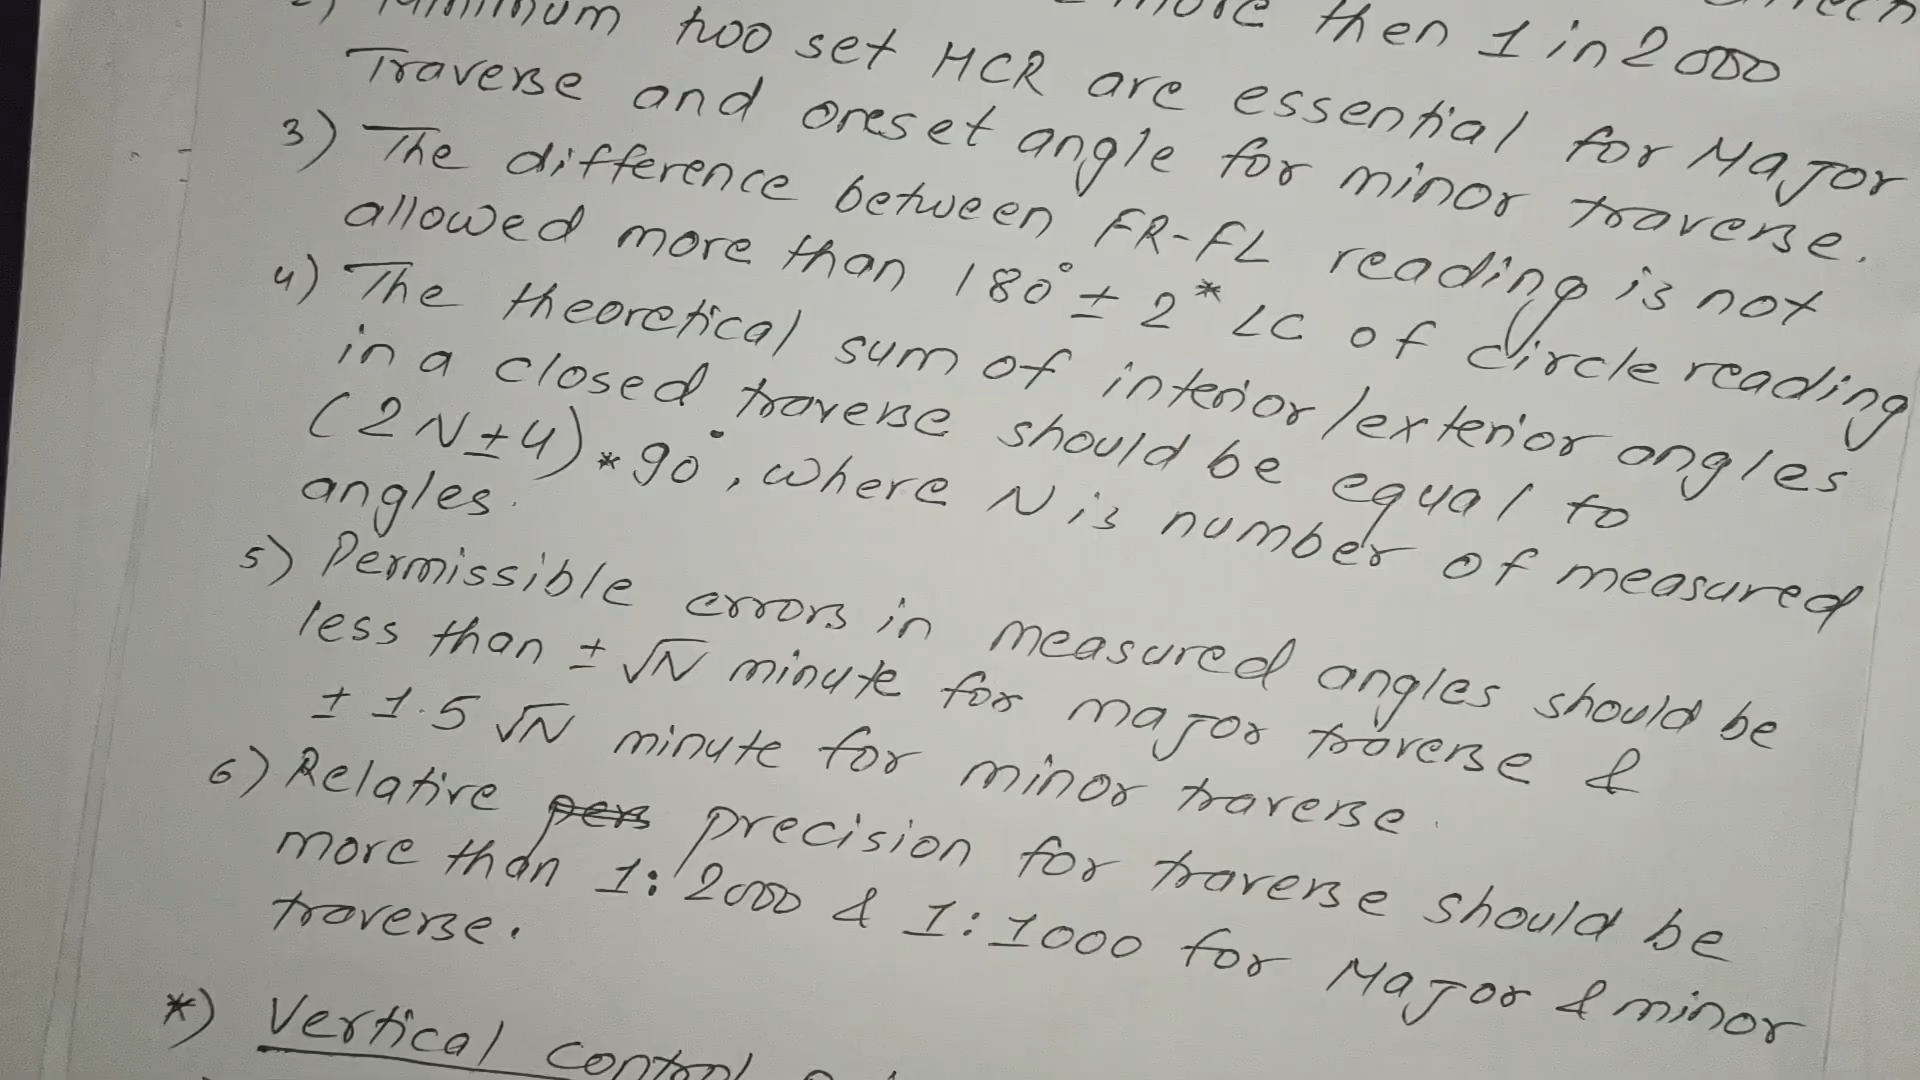 more then 1 in 2000
2) Minimum two set HCR are essential for Major
Traverse and oneset angle for minor traverse.
3) The difference between FR-FL reading is not
allowed more than 180° ± 2 * LC of circle reading
4) The theoretical sum of interior/exterior angles
in a closed traverse should be equal to
(2N±4) * 90°, where N is number of measured
angles.
5) Permissible errors in measured angles should be
less than ± √N minute for major traverse &
± 1.5 √N minute for minor traverse.
6) Relative precision for traverse should be
more than 1:2000 & 1:1000 for Major & minor
traverse.
*) Vertical control